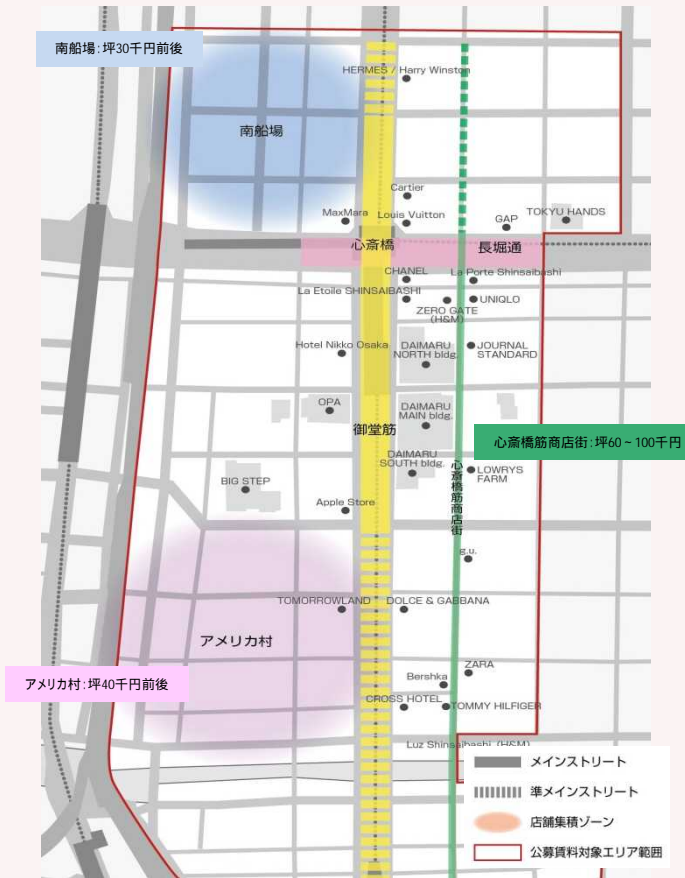 南船場:坪30千円前後
HERMES / Harry Winston
南船場
Cartier
MaxMara
Louis Vuitton
GAP
TOKYU HANDS
心斎橋
長堀通
CHANEL
La Porte Shinsaibashi
La Etoile SHINSAIBASHI
UNIQLO
ZERO GATE
(H&M)
Hotel Nikko Osaka
DAIMARU
NORTH bldg.
JOURNAL
STANDARD
OPA
DAIMARU
MAIN bldg.
御堂筋
心斎橋筋商店街:坪60~100千円
DAIMARU
SOUTH bldg.
心斎橋筋商店街
LOWRYS
FARM
BIG STEP
Apple Store
g.u.
TOMORROWLAND
DOLCE & GABBANA
アメリカ村
アメリカ村:坪40千円前後
ZARA
Bershka
CROSS HOTEL
TOMMY HILFIGER
Luz Shinsaibashi (H&M)
メインストリート
準メインストリート
店舗集積ゾーン
公募賃料対象エリア範囲